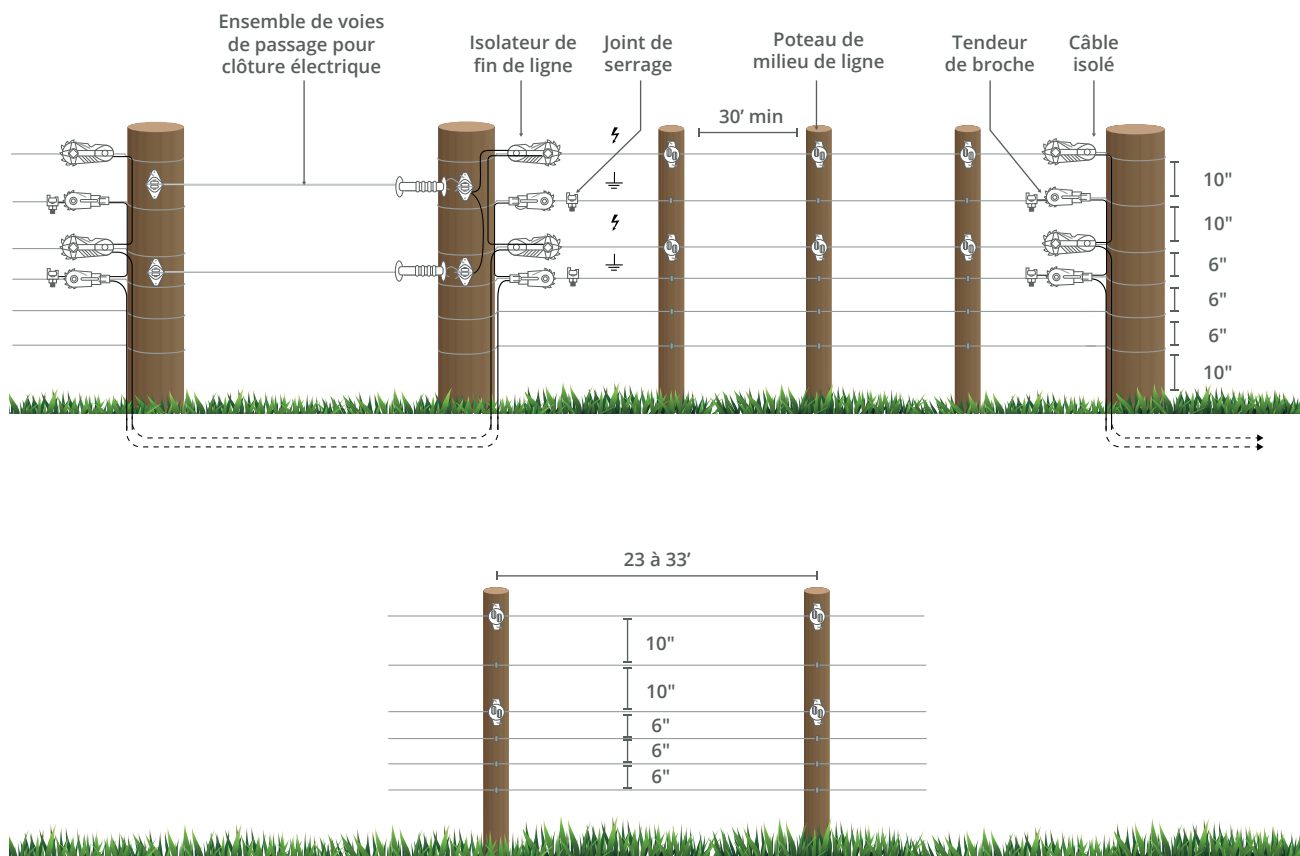 Ensemble de voies
de passage pour
clôture électrique
Isolateur de
fin de ligne
Joint de
serrage
Poteau de
milieu de ligne
Tendeur
de broche
Câble
isolé
30’ min
10"
10"
6"
6"
6"
10"
23 à 33’
10"
10"
6"
6"
6"